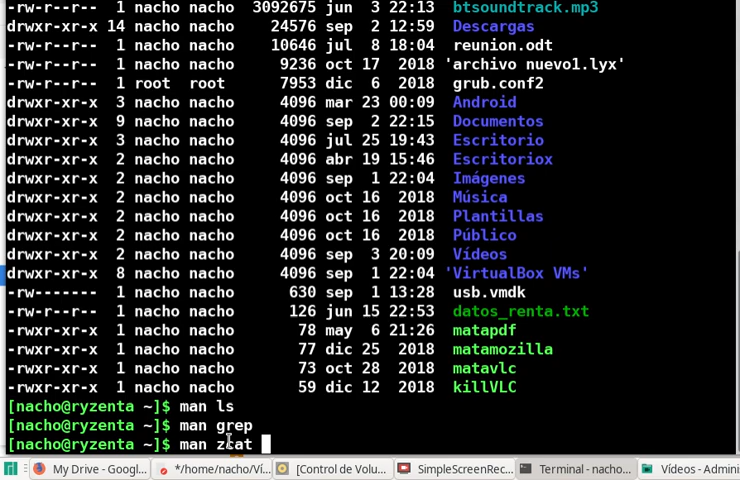 -rw-r--r-- 1 nacho nacho 3092675 jun 3 22:13 btsoundtrack.mp3
drwxr-xr-x 14 nacho nacho 24576 sep 2 12:59 Descargas
-rw-r--r-- 1 nacho nacho 10646 jul 8 18:04 reunion.odt
-rw-r--r-- 1 nacho nacho 9236 oct 17 2018 'archivo nuevo1.lyx'
-rw-r--r-- 1 root root 7953 dic 6 2018 grub.conf2
drwxr-xr-x 3 nacho nacho 4096 mar 23 00:09 Android
drwxr-xr-x 9 nacho nacho 4096 sep 2 22:15 Documentos
drwxr-xr-x 3 nacho nacho 4096 jul 25 19:43 Escritorio
drwxr-xr-x 2 nacho nacho 4096 abr 19 15:46 Escritoriox
drwxr-xr-x 2 nacho nacho 4096 sep 1 22:04 Imágenes
drwxr-xr-x 2 nacho nacho 4096 oct 16 2018 Música
drwxr-xr-x 2 nacho nacho 4096 oct 16 2018 Plantillas
drwxr-xr-x 2 nacho nacho 4096 oct 16 2018 Público
drwxr-xr-x 2 nacho nacho 4096 sep 3 20:09 Vídeos
drwxr-xr-x 8 nacho nacho 4096 sep 1 22:04 'VirtualBox VMs'
-rw------- 1 nacho nacho 630 sep 1 13:28 usb.vmdk
-rw-r--r-- 1 nacho nacho 126 jun 15 22:53 datos_renta.txt
-rwxr-xr-x 1 nacho nacho 78 may 6 21:26 matapdf
-rwxr-xr-x 1 nacho nacho 77 dic 25 2018 matamozilla
-rwxr-xr-x 1 nacho nacho 73 oct 28 2018 matavlc
-rwxr-xr-x 1 nacho nacho 59 dic 12 2018 killVLC
[nacho@ryzenta ~]$ man ls
[nacho@ryzenta ~]$ man grep
[nacho@ryzenta ~]$ man zcat
My Drive - Googl... */home/nacho/Ví... [Control de Volu... SimpleScreenRec... Terminal - nacho... Vídeos - Admini